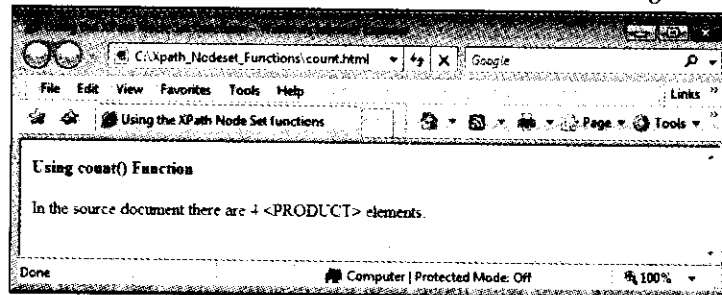 C:\Xpath_Nodeset_Functions\count.html
Google
File Edit View Favorites Tools Help
Links
Using the XPath Node Set functions
Page Tools
Using count() Function
In the source document there are 4 <PRODUCT> elements.
Done
Computer | Protected Mode: Off
100%